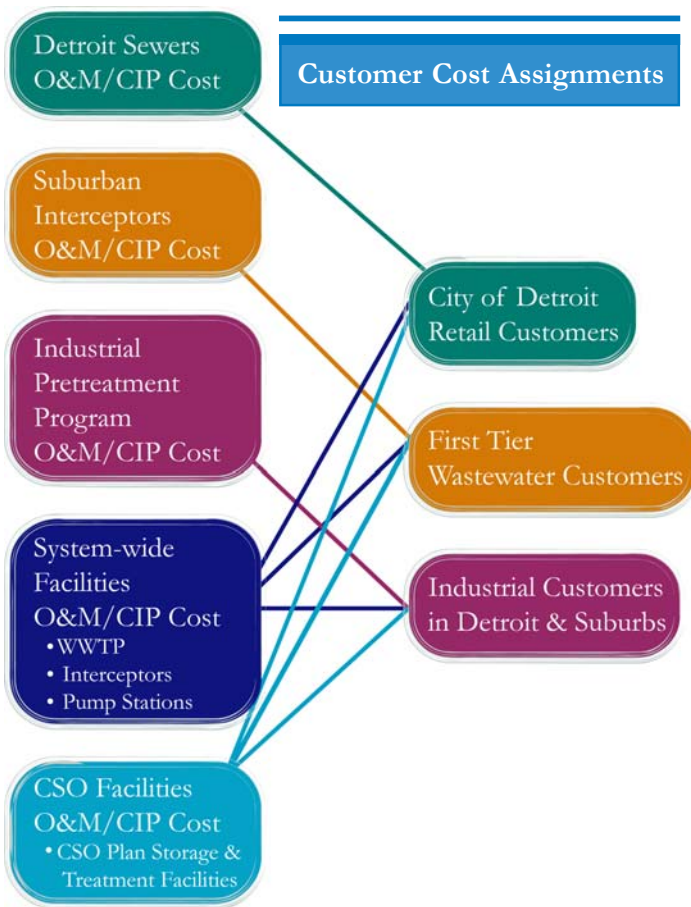 Customer Cost Assignments
Detroit Sewers
O&M/CIP Cost
Suburban
Interceptors
O&M/CIP Cost
Industrial
Pretreatment
Program
O&M/CIP Cost
System-wide
Facilities
O&M/CIP Cost
• WWTP
• Interceptors
• Pump Stations
CSO Facilities
O&M/CIP Cost
• CSO Plan Storage &
Treatment Facilities
City of Detroit
Retail Customers
First Tier
Wastewater Customers
Industrial Customers
in Detroit & Suburbs